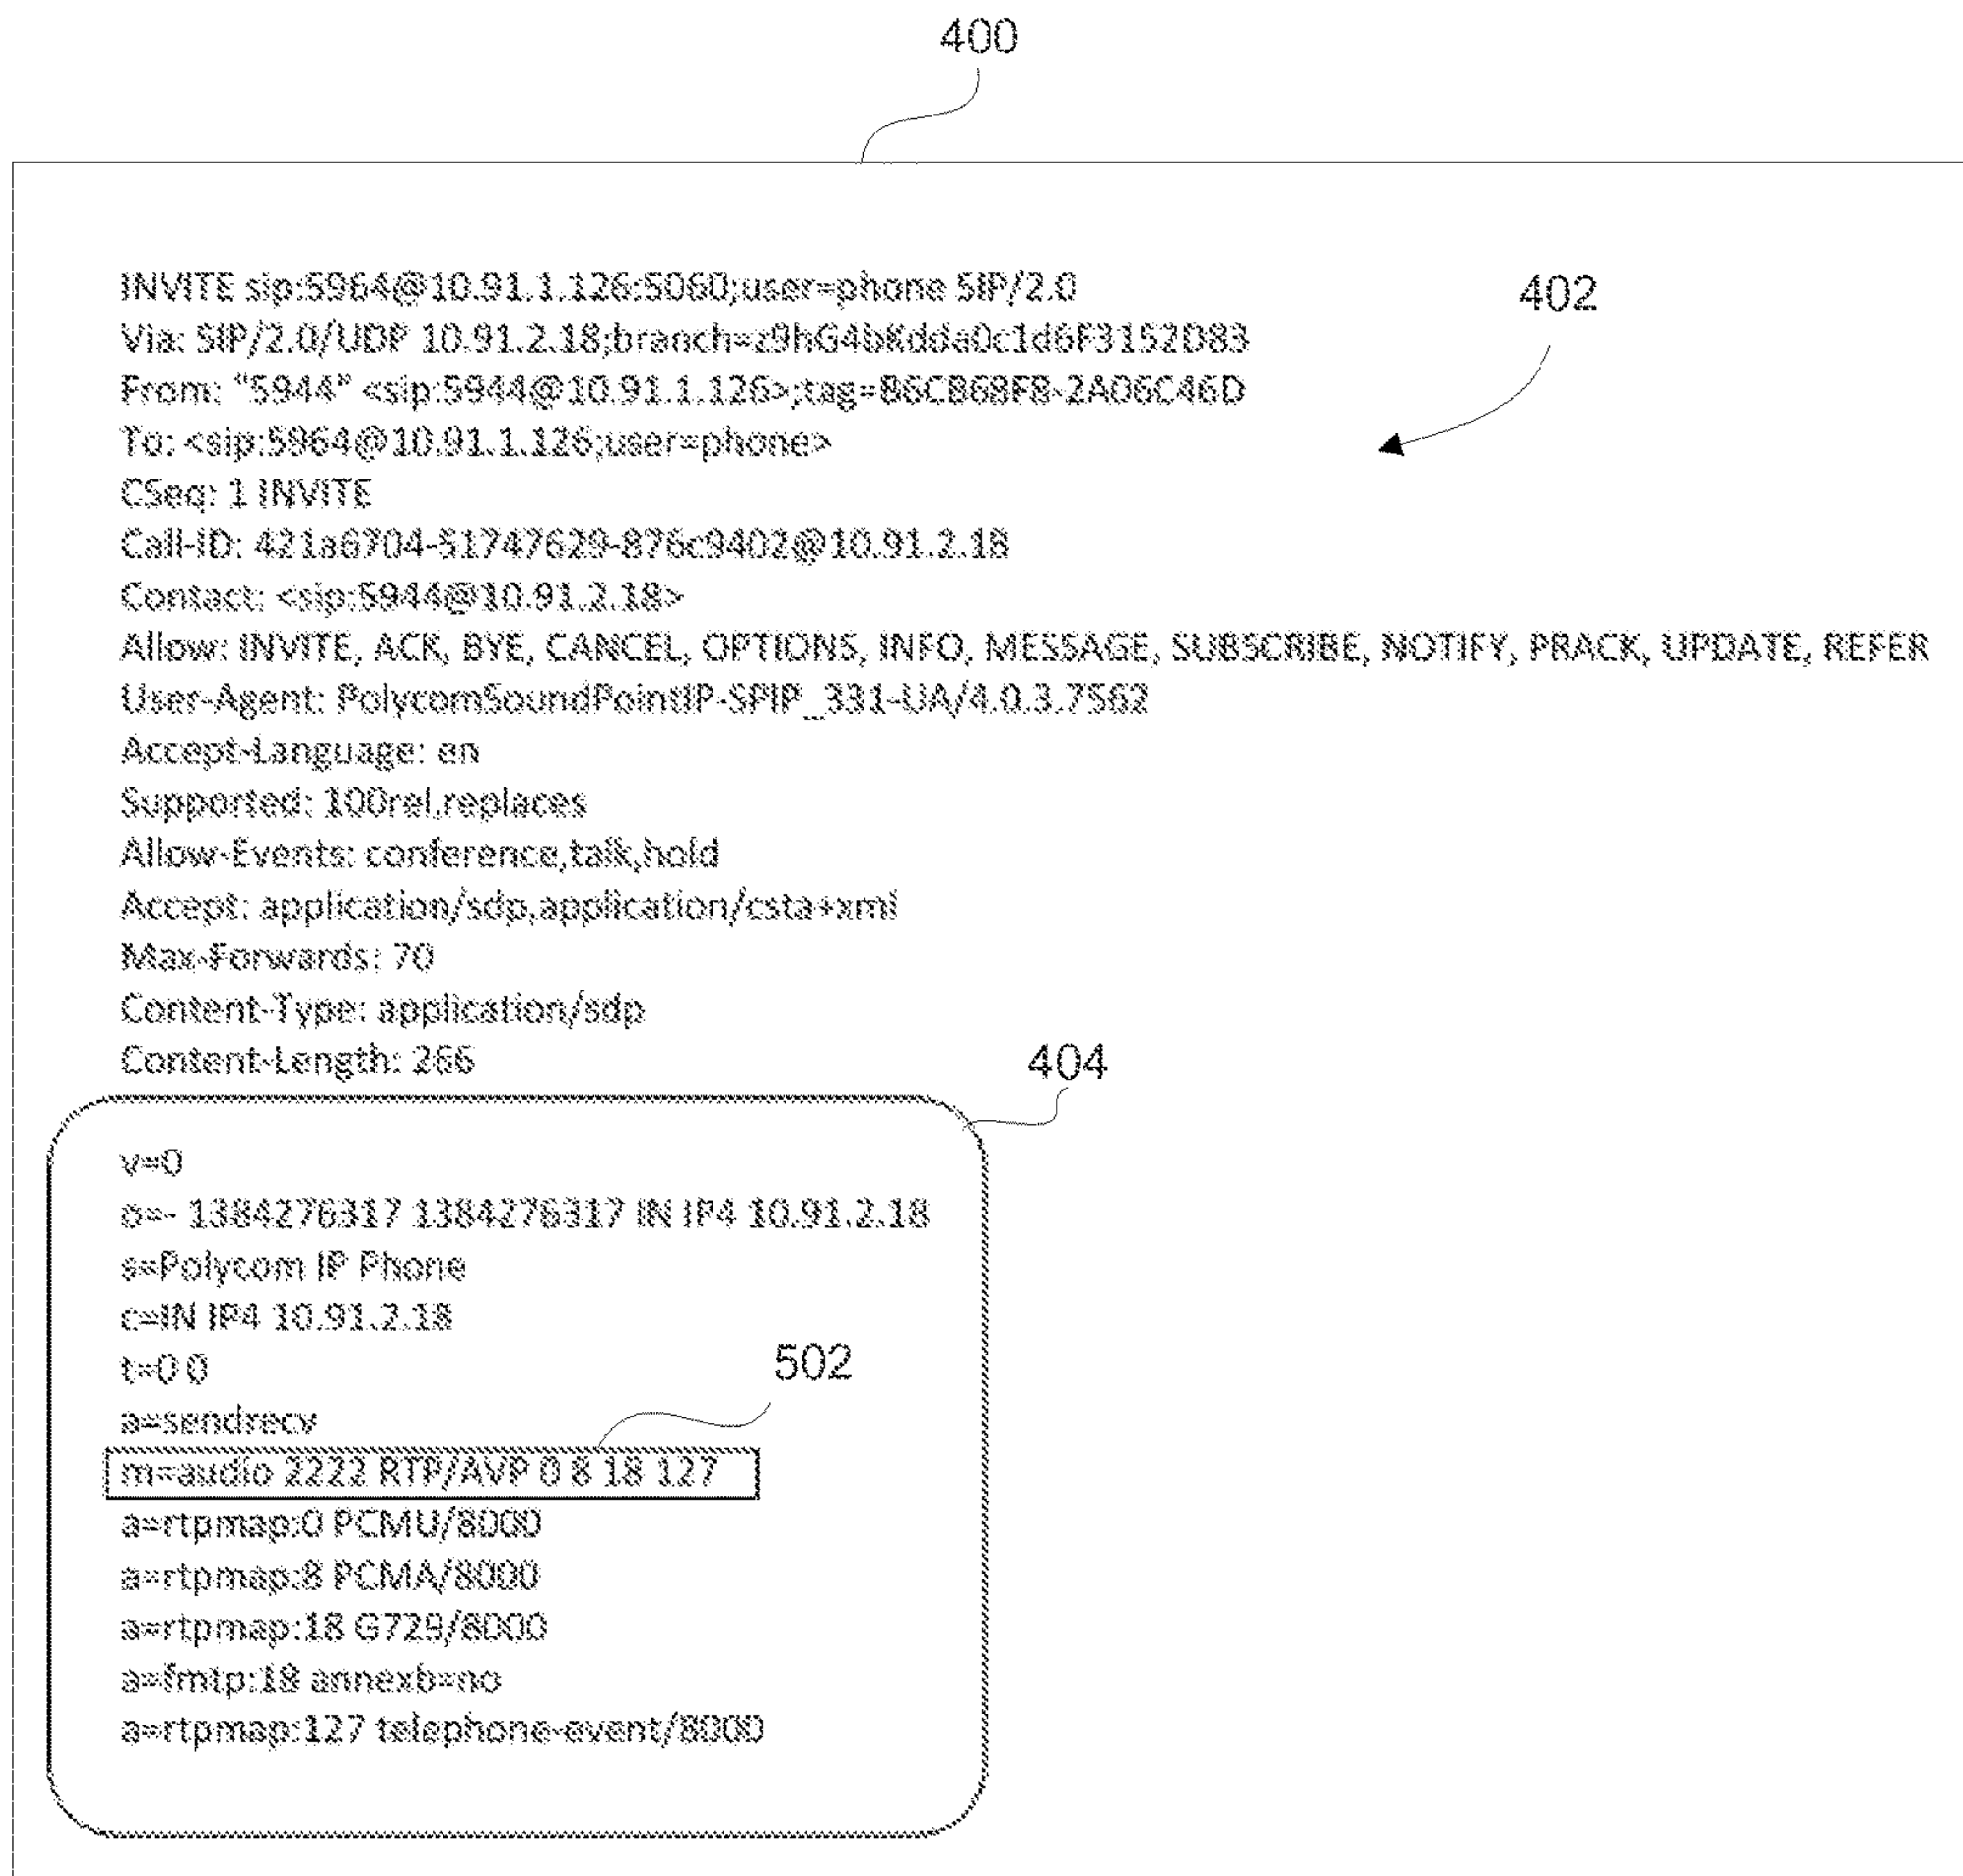 400
INVITE sip:5964@10.91.1.126:5060;user=phone SIP/2.0
402
Via: SIP/2.0/UDP 10.91.2.18;branch=z9hG4bKdda0c1d6F3152D83
From: "5944" <sip:5944@10.91.1.126>;tag=B6CB68F8-2A06C46D
To: <sip:5964@10.91.1.126;user=phone>
CSeq: 1 INVITE
Call-ID: 421a6704-51747629-876c9402@10.91.2.18
Contact: <sip:5944@10.91.2.18>
Allow: INVITE, ACK, BYE, CANCEL, OPTIONS, INFO, MESSAGE, SUBSCRIBE, NOTIFY, PRACK, UPDATE, REFER
User-Agent: PolycomSoundPointIP-SPIP_331-UA/4.0.3.7562
Accept-Language: en
Supported: 100rel,replaces
Allow-Events: conference,talk,hold
Accept: application/sdp,application/csta+xml
Max-Forwards: 70
Content-Type: application/sdp
Content-Length: 266
404
v=0
o=- 1384276317 1384276317 IN IP4 10.91.2.18
s=Polycom IP Phone
c=IN IP4 10.91.2.18
t=0 0
502
a=sendrecv
m=audio 2222 RTP/AVP 0 8 18 127
a=rtpmap:0 PCMU/8000
a=rtpmap:8 PCMA/8000
a=rtpmap:18 G729/8000
a=fmtp:18 annexb=no
a=rtpmap:127 telephone-event/8000